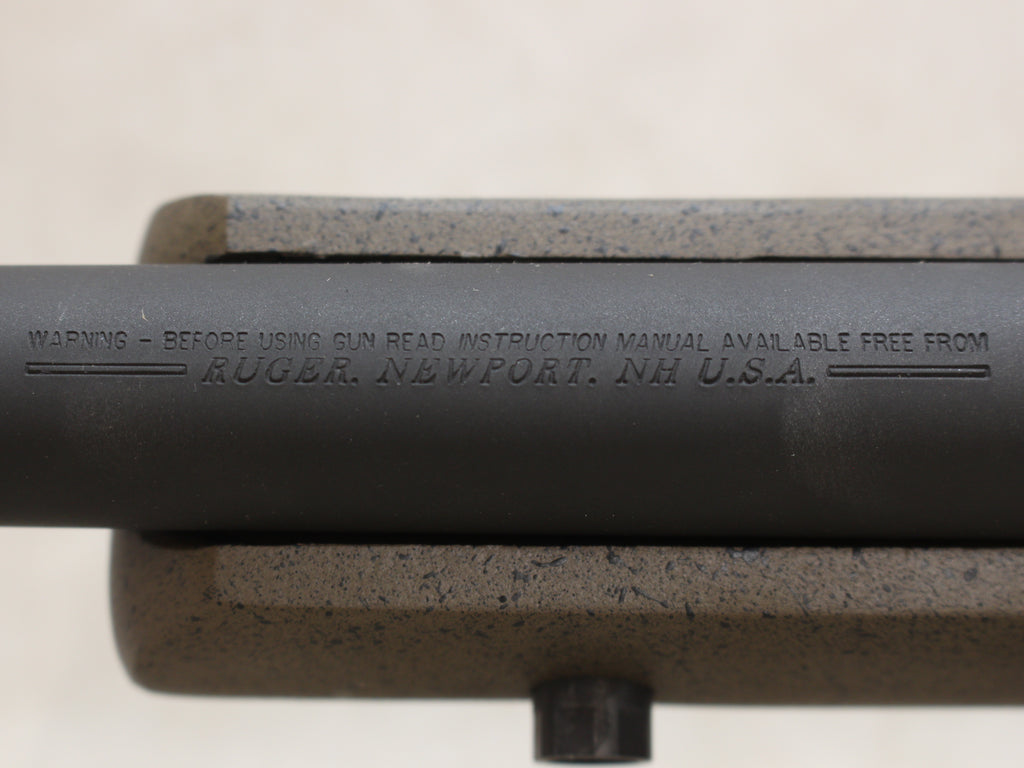 WARNING – BEFORE USING GUN READ INSTRUCTION MANUAL AVAILABLE FREE FROM
RUGER. NEWPORT. NH U.S.A.